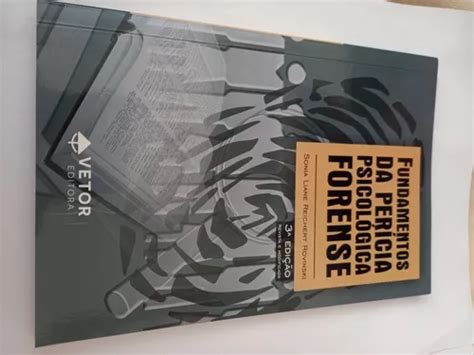 FUNDAMENTOS
DA PERÍCIA
PSICOLÓGICA
FORENSE
SONIA LIANE REICHERT ROVINSKI
3ª EDIÇÃO
VETOR
EDITORA